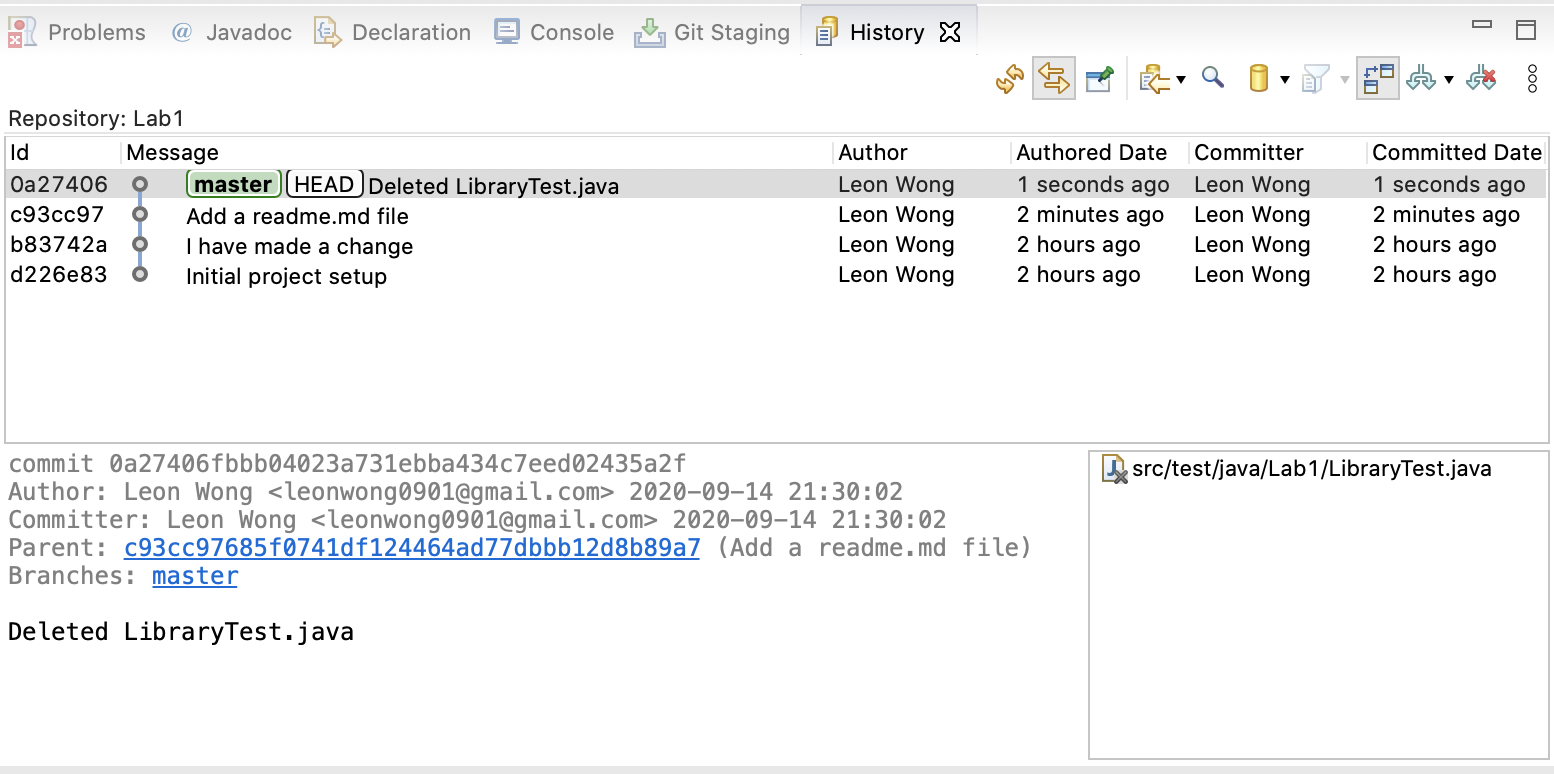 Problems @ Javadoc Declaration Console Git Staging History
Repository: Lab1
Id Message Author Authored Date Committer Committed Date
0a27406 master HEAD Deleted LibraryTest.java Leon Wong 1 seconds ago Leon Wong 1 seconds ago
c93cc97 Add a readme.md file Leon Wong 2 minutes ago Leon Wong 2 minutes ago
b83742a I have made a change Leon Wong 2 hours ago Leon Wong 2 hours ago
d226e83 Initial project setup Leon Wong 2 hours ago Leon Wong 2 hours ago
commit 0a27406fbbb04023a731ebba434c7eed02435a2f
Author: Leon Wong <leonwong0901@gmail.com> 2020-09-14 21:30:02
Committer: Leon Wong <leonwong0901@gmail.com> 2020-09-14 21:30:02
Parent: c93cc97685f0741df124464ad77dbbb12d8b89a7 (Add a readme.md file)
Branches: master
Deleted LibraryTest.java
src/test/java/Lab1/LibraryTest.java